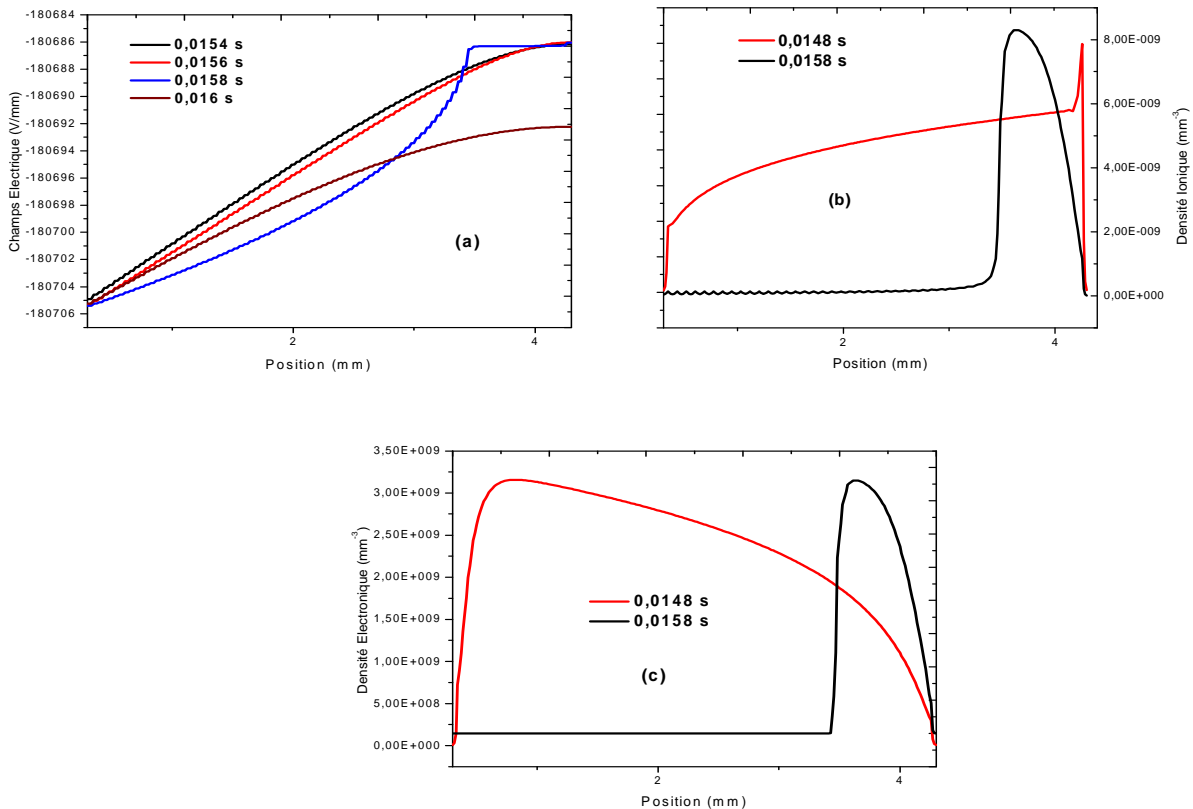 -180684
-180686
-180688
-180690
-180692
-180694
-180696
-180698
-180700
-180702
-180704
-180706
Champs Electrique (V/mm)
0,0154 s
0,0156 s
0,0158 s
0,016 s
(a)
2
4
Position (mm)
0,0148 s
0,0158 s
(b)
8,00E-009
6,00E-009
4,00E-009
2,00E-009
0,00E+000
Densité Ionique (mm-3)
2
4
Position (mm)
3,50E+009
3,00E+009
2,50E+009
2,00E+009
1,50E+009
1,00E+009
5,00E+008
0,00E+000
Densité Electronique (mm-3)
0,0148 s
0,0158 s
(c)
2
4
Position (mm)